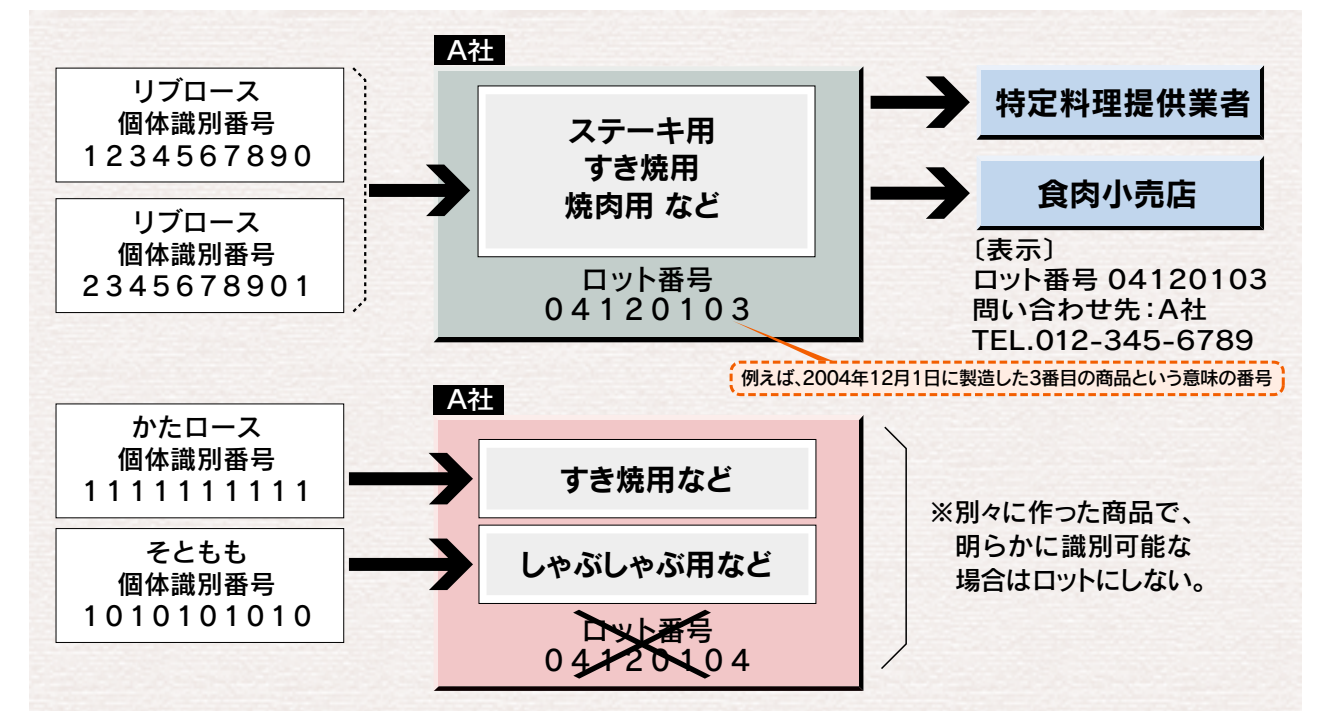 A社
リブロース
個体識別番号
1234567890
リブロース
個体識別番号
2345678901
ステーキ用
すき焼用
焼肉用 など
ロット番号
04120103
特定料理提供業者
食肉小売店
〔表示〕
ロット番号 04120103
問い合わせ先：A社
TEL.012-345-6789
例えば、2004年12月1日に製造した3番目の商品という意味の番号
A社
かたロース
個体識別番号
1111111111
そともも
個体識別番号
1010101010
すき焼用など
しゃぶしゃぶ用など
ロット番号
04120104
※別々に作った商品で、
明らかに識別可能な
場合はロットにしない。